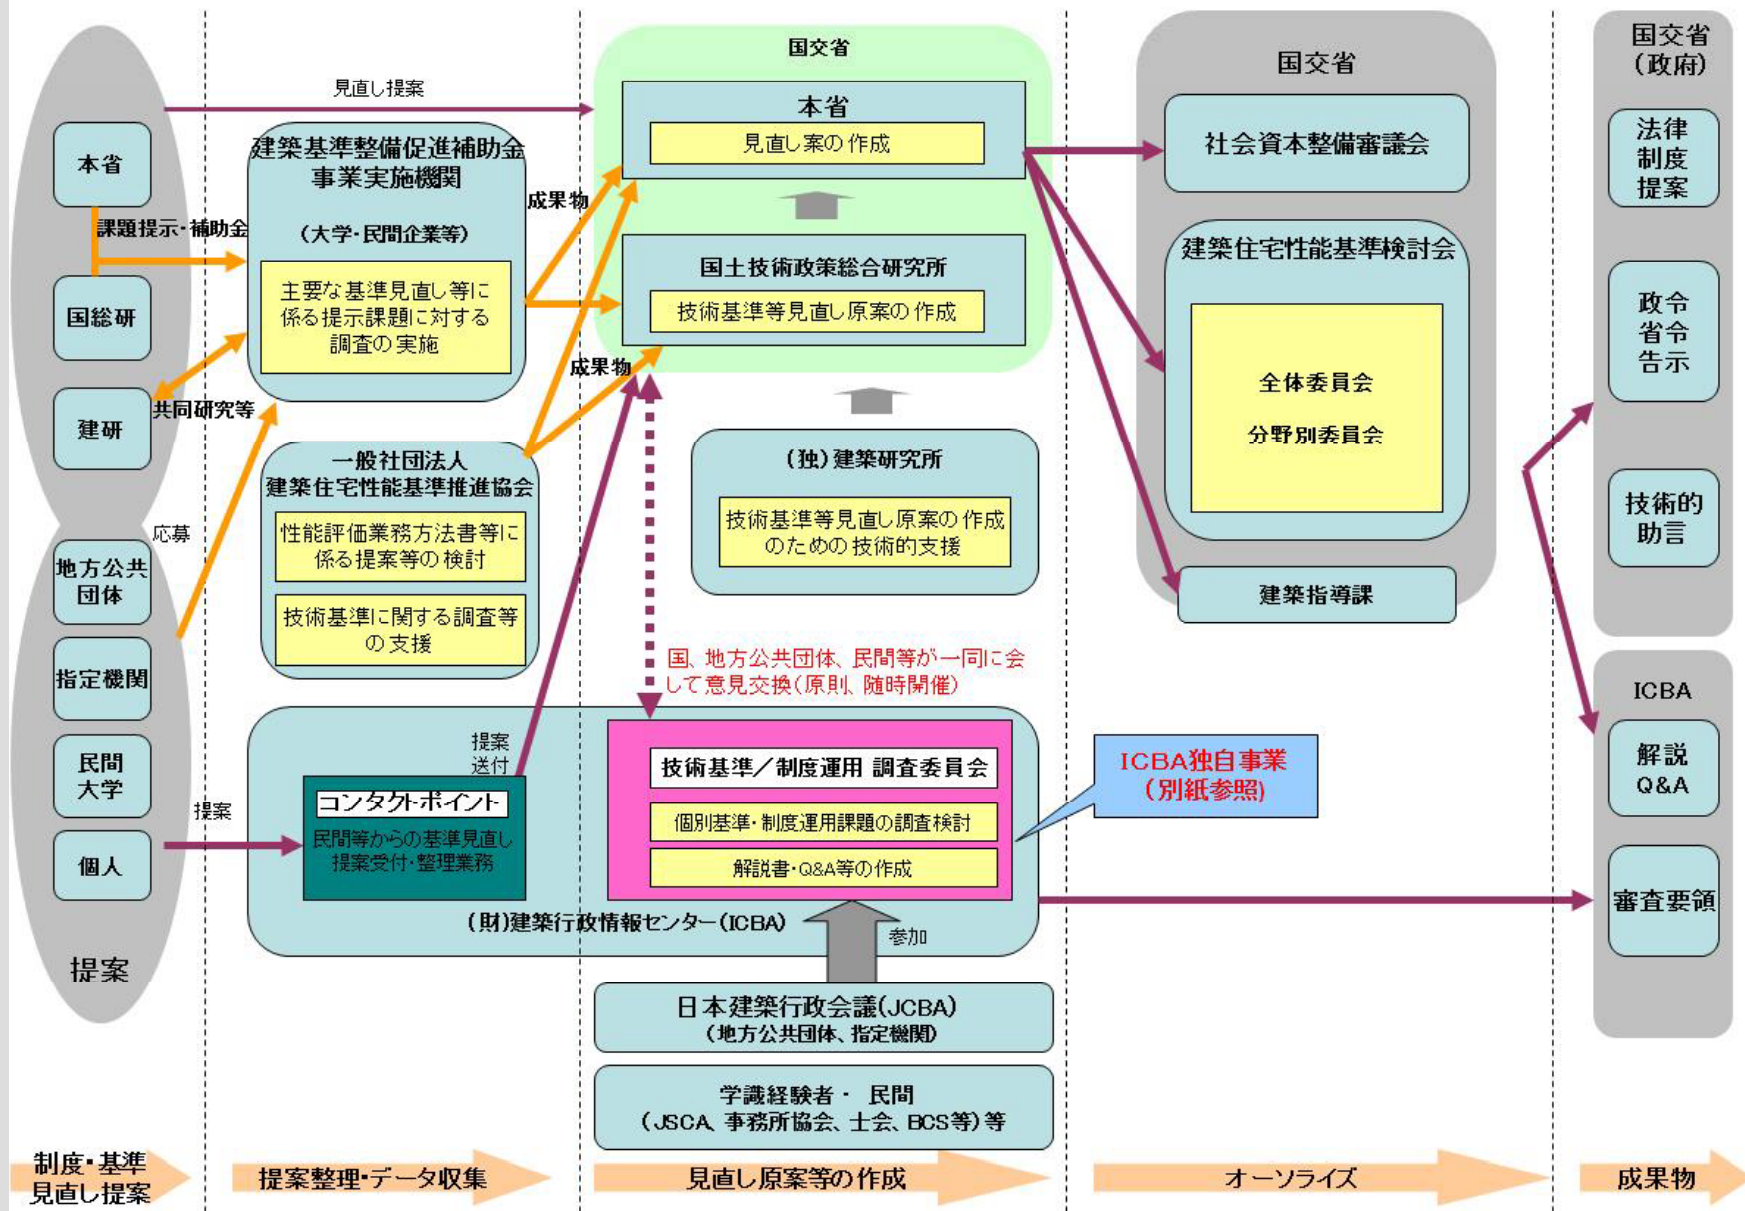 見直し提案
本省
課題提示・補助金
国総研
建研
共同研究等
応募
地方公共
団体
指定機関
民間
大学
個人
提案
提案
建築基準整備促進補助金
事業実施機関
(大学・民間企業等)
主要な基準見直し等に
係る提示課題に対する
調査の実施
成果物
成果物
一般社団法人
建築住宅性能基準推進協会
性能評価業務方法書等に
係る提案等の検討
技術基準に関する調査等
の支援
国交省
本省
見直し案の作成
国土技術政策総合研究所
技術基準等見直し原案の作成
(独)建築研究所
技術基準等見直し原案の作成
のための技術的支援
国、地方公共団体、民間等が一同に会
して意見交換(原則、随時開催)
提案
送付
コンタクトポイント
民間等からの基準見直し
提案受付・整理業務
技術基準/制度運用 調査委員会
個別基準・制度運用課題の調査検討
解説書・Q&A等の作成
(財)建築行政情報センター(ICBA)
参加
ICBA独自事業
(別紙参照)
日本建築行政会議(JCBA)
(地方公共団体、指定機関)
学識経験者・ 民間
(JSCA、事務所協会、士会、BCS等)等
国交省
社会資本整備審議会
建築住宅性能基準検討会
全体委員会
分野別委員会
建築指導課
国交省
(政府)
法律
制度
提案
政令
省令
告示
技術的
助言
ICBA
解説
Q&A
審査要領
制度・基準
見直し提案
提案整理・データ収集
見直し原案等の作成
オーソライズ
成果物